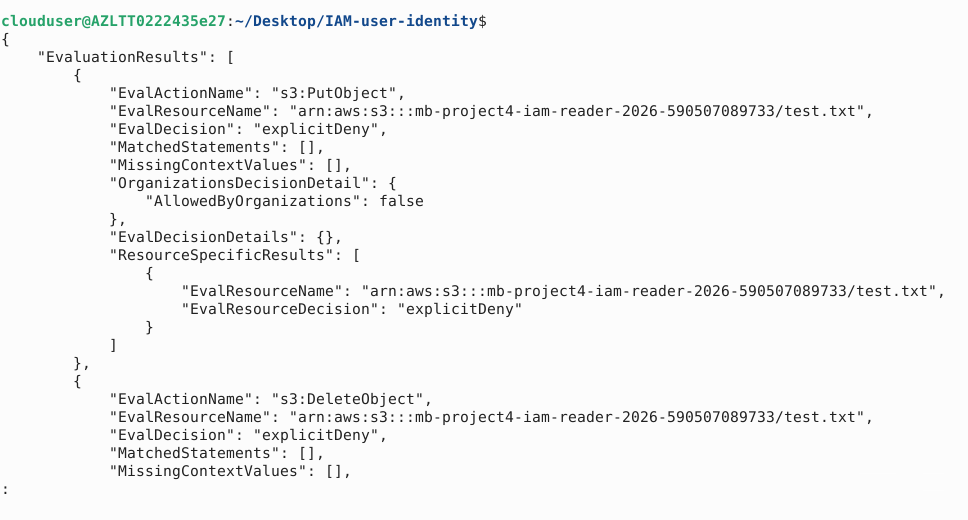 clouduser@AZLTT0222435e27:~/Desktop/IAM-user-identity$
{
    "EvaluationResults": [
        {
            "EvalActionName": "s3:PutObject",
            "EvalResourceName": "arn:aws:s3:::mb-project4-iam-reader-2026-590507089733/test.txt",
            "EvalDecision": "explicitDeny",
            "MatchedStatements": [],
            "MissingContextValues": [],
            "OrganizationsDecisionDetail": {
                "AllowedByOrganizations": false
            },
            "EvalDecisionDetails": {},
            "ResourceSpecificResults": [
                {
                    "EvalResourceName": "arn:aws:s3:::mb-project4-iam-reader-2026-590507089733/test.txt",
                    "EvalResourceDecision": "explicitDeny"
                }
            ]
        },
        {
            "EvalActionName": "s3:DeleteObject",
            "EvalResourceName": "arn:aws:s3:::mb-project4-iam-reader-2026-590507089733/test.txt",
            "EvalDecision": "explicitDeny",
            "MatchedStatements": [],
            "MissingContextValues": [],
: